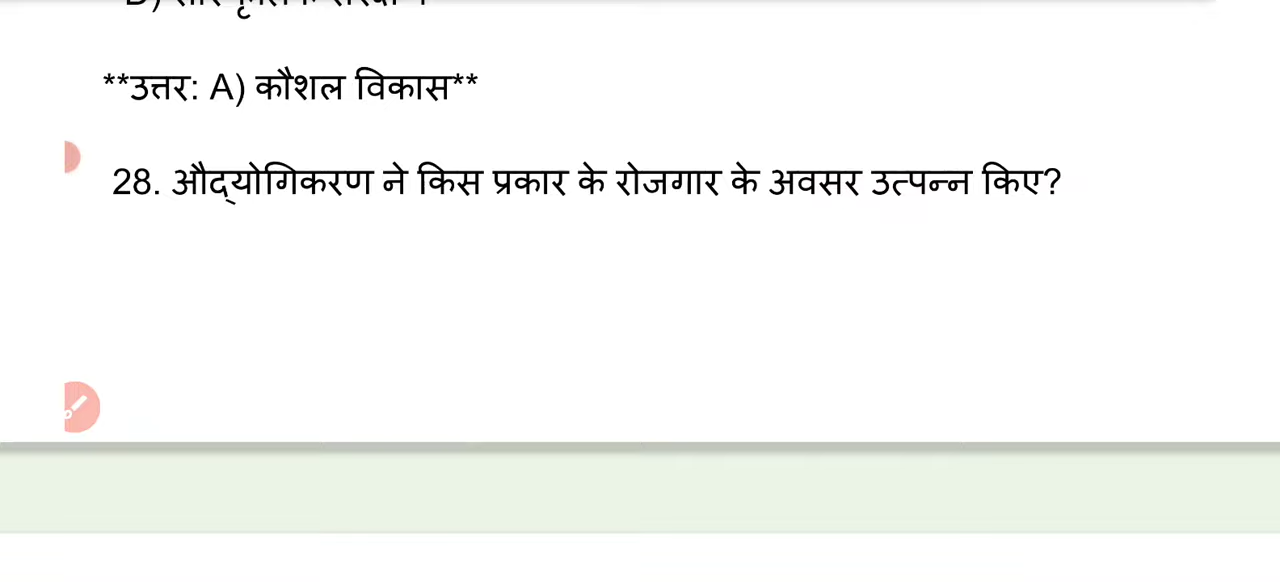 **उत्तर: A) कौशल विकास**
28. औद्योगिकरण ने किस प्रकार के रोजगार के अवसर उत्पन्न किए?